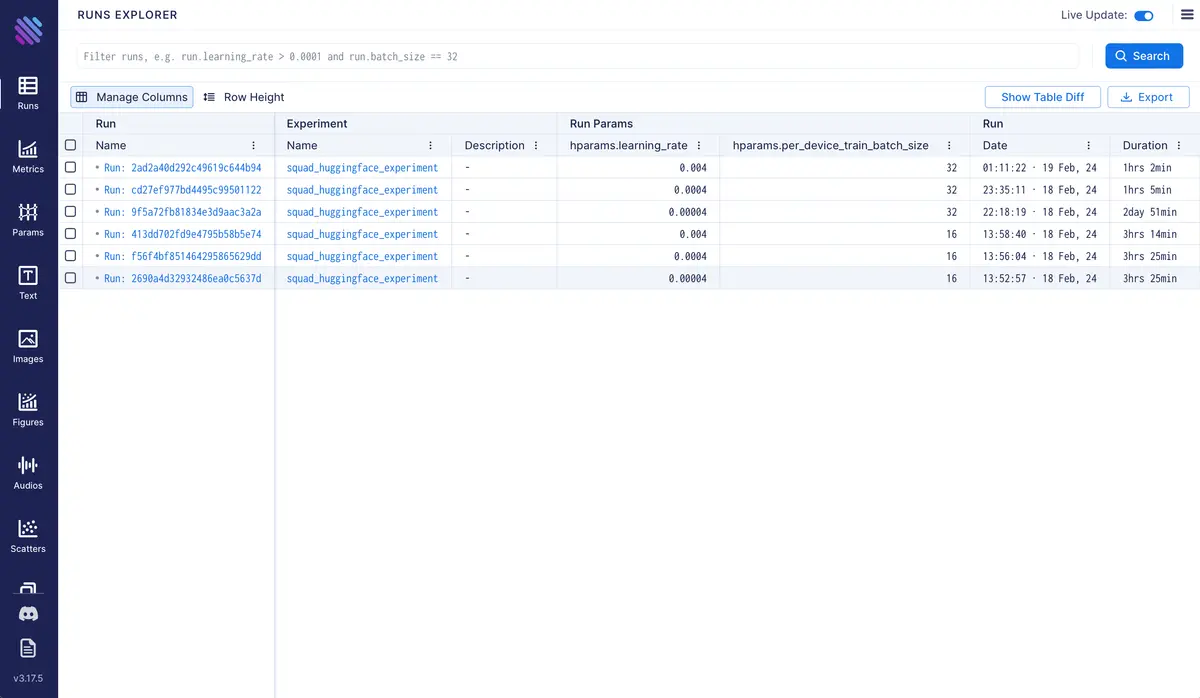 RUNS EXPLORER
Live Update:
Filter runs, e.g. run.learning_rate > 0.0001 and run.batch_size == 32
Search
Manage Columns Row Height Show Table Diff Export
Run Experiment Run Params Run
Name Name Description hparams.learning_rate hparams.per_device_train_batch_size Date Duration
Run: 2ad2a40d292c49619c644b94 squad_huggingface_experiment - 0.004 32 01:11:22 · 19 Feb, 24 1hrs 2min
Run: cd27ef977bd4495c99501122 squad_huggingface_experiment - 0.0004 32 23:35:11 · 18 Feb, 24 1hrs 5min
Run: 9f5a72fb81834e3d9aac3a2a squad_huggingface_experiment - 0.00004 32 22:18:19 · 18 Feb, 24 2day 51min
Run: 413dd702fd9e4795b58b5e74 squad_huggingface_experiment - 0.004 16 13:58:40 · 18 Feb, 24 3hrs 14min
Run: f56f4bf851464295865629dd squad_huggingface_experiment - 0.0004 16 13:56:04 · 18 Feb, 24 3hrs 25min
Run: 2690a4d32932486ea0c5637d squad_huggingface_experiment - 0.00004 16 13:52:57 · 18 Feb, 24 3hrs 25min
Runs
Metrics
Params
Text
Images
Figures
Audios
Scatters
v3.17.5